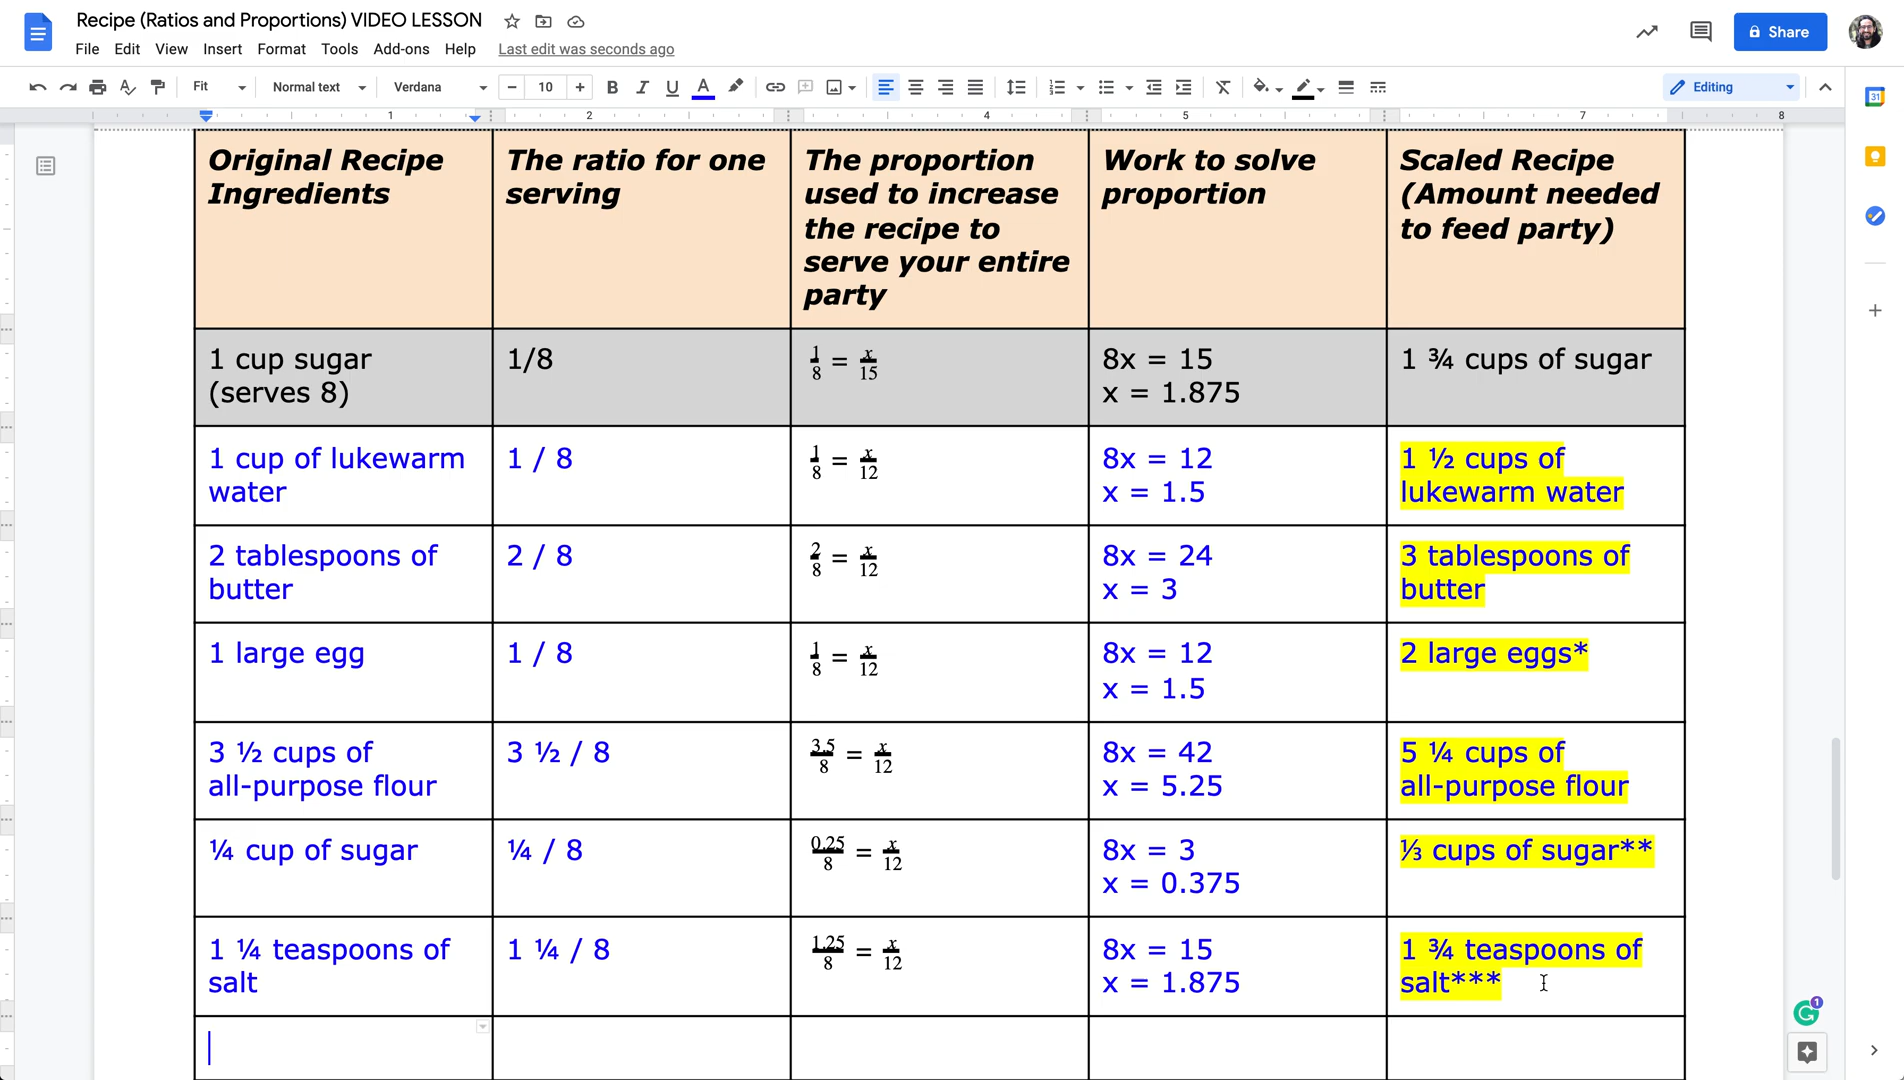 Recipe (Ratios and Proportions) VIDEO LESSON
File Edit View Insert Format Tools Add-ons Help Last edit was seconds ago
Share
Fit Normal text Verdana − 10 + B I U A Editing
1 2 4 5 7 8
31
Original Recipe
Ingredients
The ratio for one
serving
The proportion
used to increase
the recipe to
serve your entire
party
Work to solve
proportion
Scaled Recipe
(Amount needed
to feed party)
1 cup sugar
(serves 8)
1/8
1/8 = x/15
8x = 15
x = 1.875
1 ¾ cups of sugar
1 cup of lukewarm
water
1 / 8
1/8 = x/12
8x = 12
x = 1.5
1 ½ cups of
lukewarm water
2 tablespoons of
butter
2 / 8
2/8 = x/12
8x = 24
x = 3
3 tablespoons of
butter
1 large egg
1 / 8
1/8 = x/12
8x = 12
x = 1.5
2 large eggs*
3 ½ cups of
all-purpose flour
3 ½ / 8
3.5/8 = x/12
8x = 42
x = 5.25
5 ¼ cups of
all-purpose flour
¼ cup of sugar
¼ / 8
0.25/8 = x/12
8x = 3
x = 0.375
⅓ cups of sugar**
1 ¼ teaspoons of
salt
1 ¼ / 8
1.25/8 = x/12
8x = 15
x = 1.875
1 ¾ teaspoons of
salt***
1